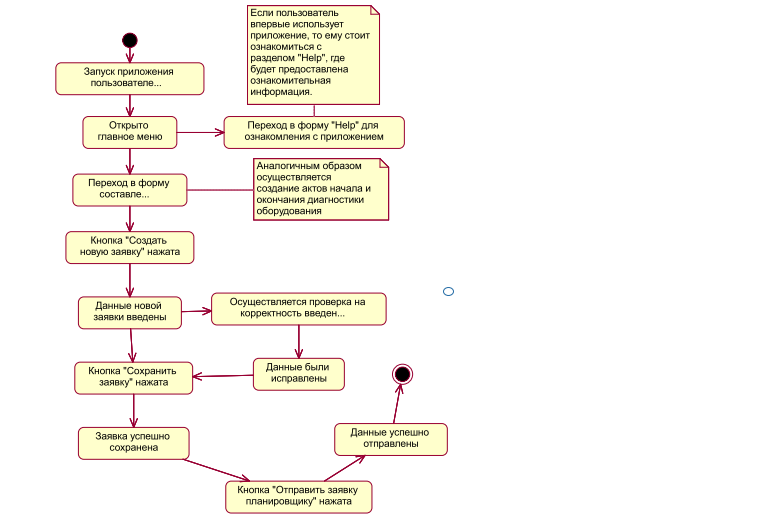 Если пользователь
впервые использует
приложение, то ему стоит
ознакомиться с
разделом "Help", где
будет предоставлена
ознакомительная
информация.
Запуск приложения
пользователе...
Открыто
главное меню
Переход в форму "Help" для
ознакомления с приложением
Аналогичным образом
осуществляется
создание актов начала и
окончания диагностики
оборудования
Переход в форму
составле...
Кнопка "Создать
новую заявку" нажата
Данные новой
заявки введены
Осуществляется проверка на
корректность введен...
Кнопка "Сохранить
заявку" нажата
Данные были
исправлены
Заявка успешно
сохранена
Данные успешно
отправлены
Кнопка "Отправить заявку
планировщику" нажата